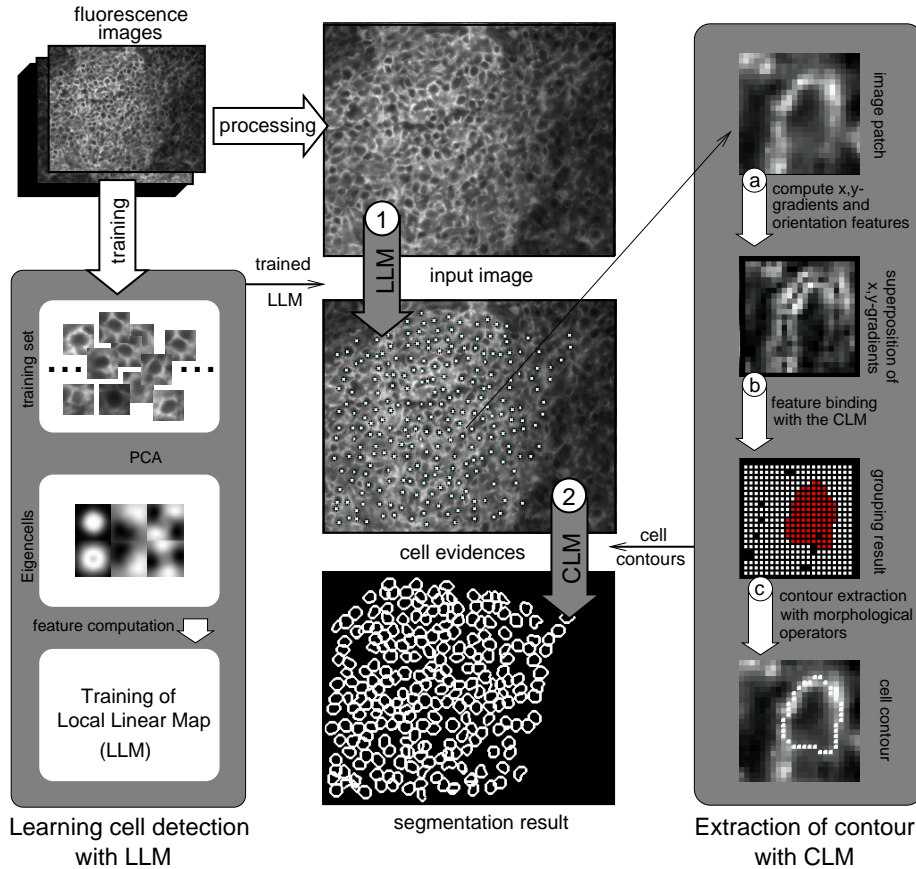 fluorescence
images
processing
training
trained
LLM
training set
PCA
Eigencells
feature computation
Training of
Local Linear Map
(LLM)
Learning cell detection
with LLM
1
LLM
input image
cell evidences
2
CLM
cell
contours
segmentation result
image patch
a
compute x,y-
gradients and
orientation features
superposition of
x,y-gradients
b
feature binding
with the CLM
grouping result
c
contour extraction
with morphological
operators
cell contour
Extraction of contour
with CLM